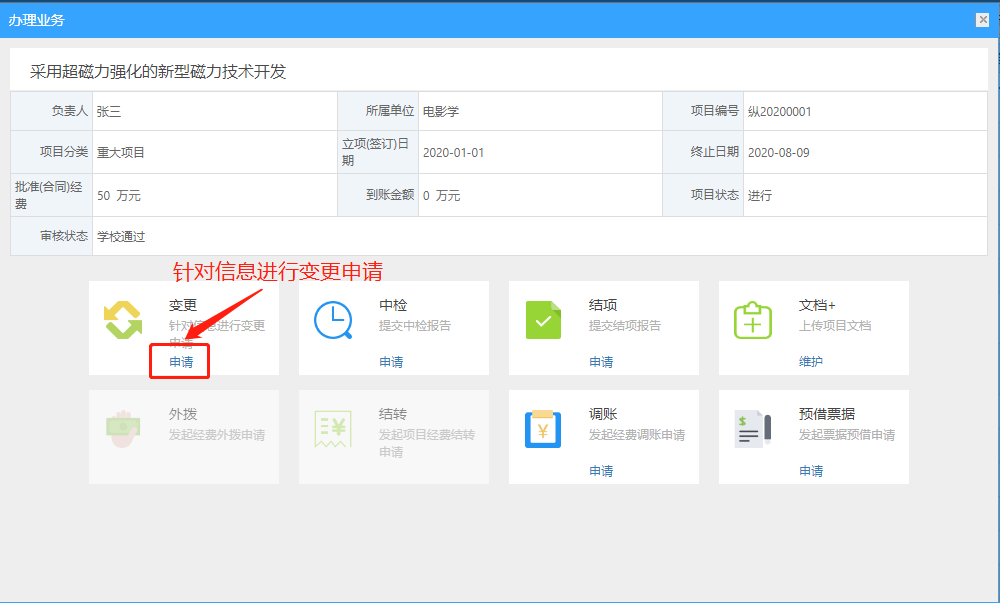 办理业务
采用超磁力强化的新型磁力技术开发
负责人 张三 所属单位 电影学 项目编号 纵20200001
项目分类 重大项目 立项(签订)日期 2020-01-01 终止日期 2020-08-09
批准(合同)经费 50 万元 到账金额 0 万元 项目状态 进行
审核状态 学校通过
针对信息进行变更申请
变更
针对信息进行变更
申请
申请
中检
提交中检报告
申请
结项
提交结项报告
申请
文档+
上传项目文档
维护
外拨
发起经费外拨申请
结转
发起项目经费结转
申请
调账
发起经费调账申请
申请
预借票据
发起票据预借申请
申请